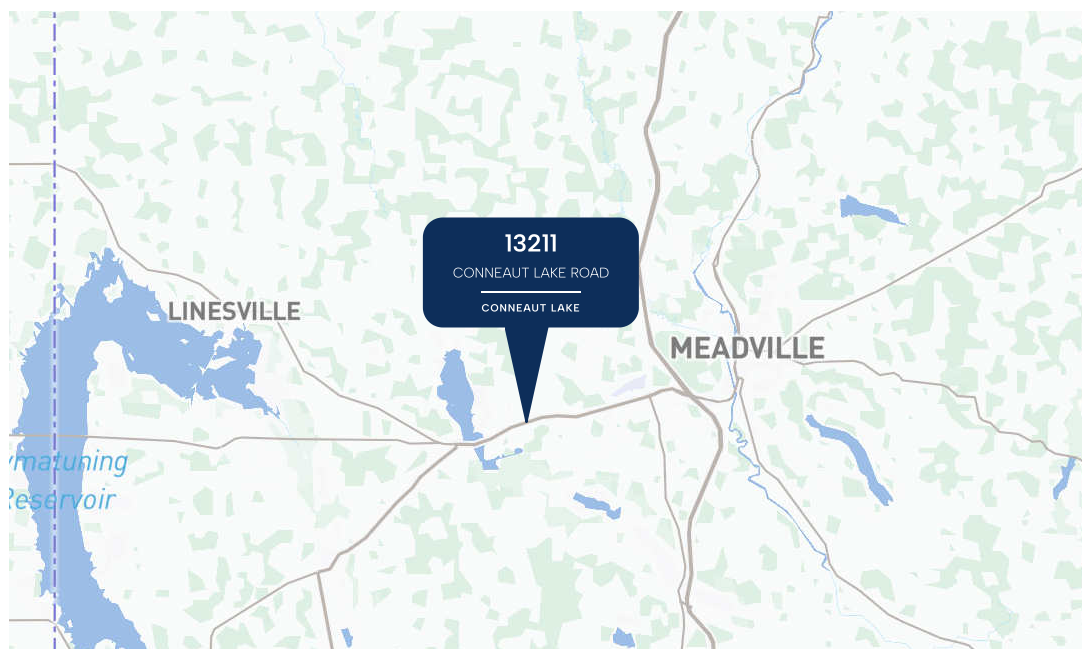 13211
CONNEAUT LAKE ROAD
CONNEAUT LAKE
LINESVILLE
MEADVILLE
ymatuning
Reservoir